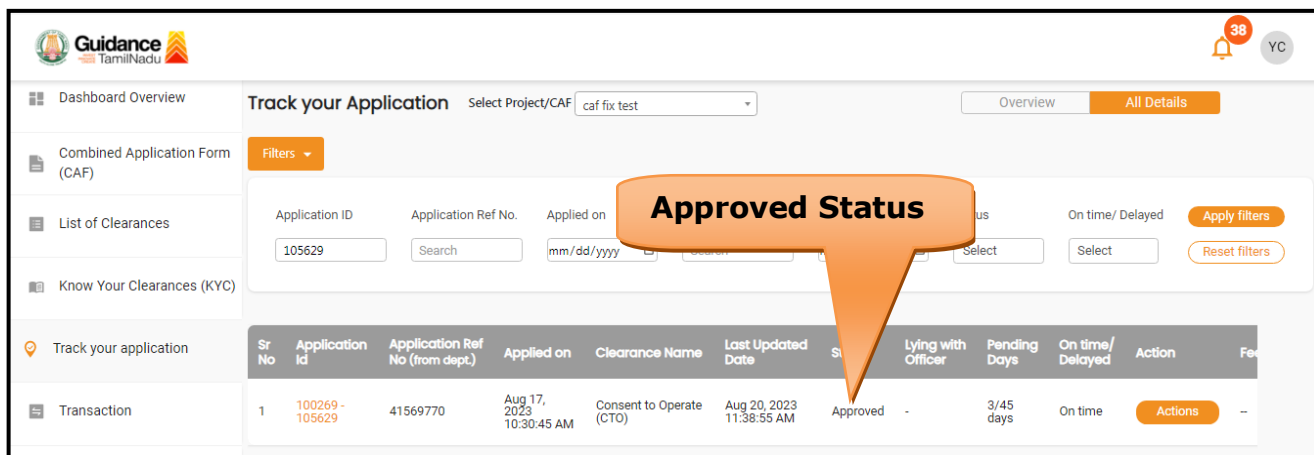 Guidance
TamilNadu
38
YC
Dashboard Overview
Track your Application Select Project/CAF caf fix test Overview All Details
Combined Application Form
(CAF)
Filters
List of Clearances
Application ID Application Ref No. Applied on Approved Status On time/ Delayed Apply filters
105629 Search mm/dd/yyyy Select Select Reset filters
Know Your Clearances (KYC)
Track your application
Sr No Application Id Application Ref No (from dept.) Applied on Clearance Name Last Updated Date Lying with Officer Pending Days On time/ Delayed Action
1 100269 - 105629 41569770 Aug 17, 2023 10:30:45 AM Consent to Operate (CTO) Aug 20, 2023 11:38:55 AM Approved - 3/45 days On time Actions --
Transaction